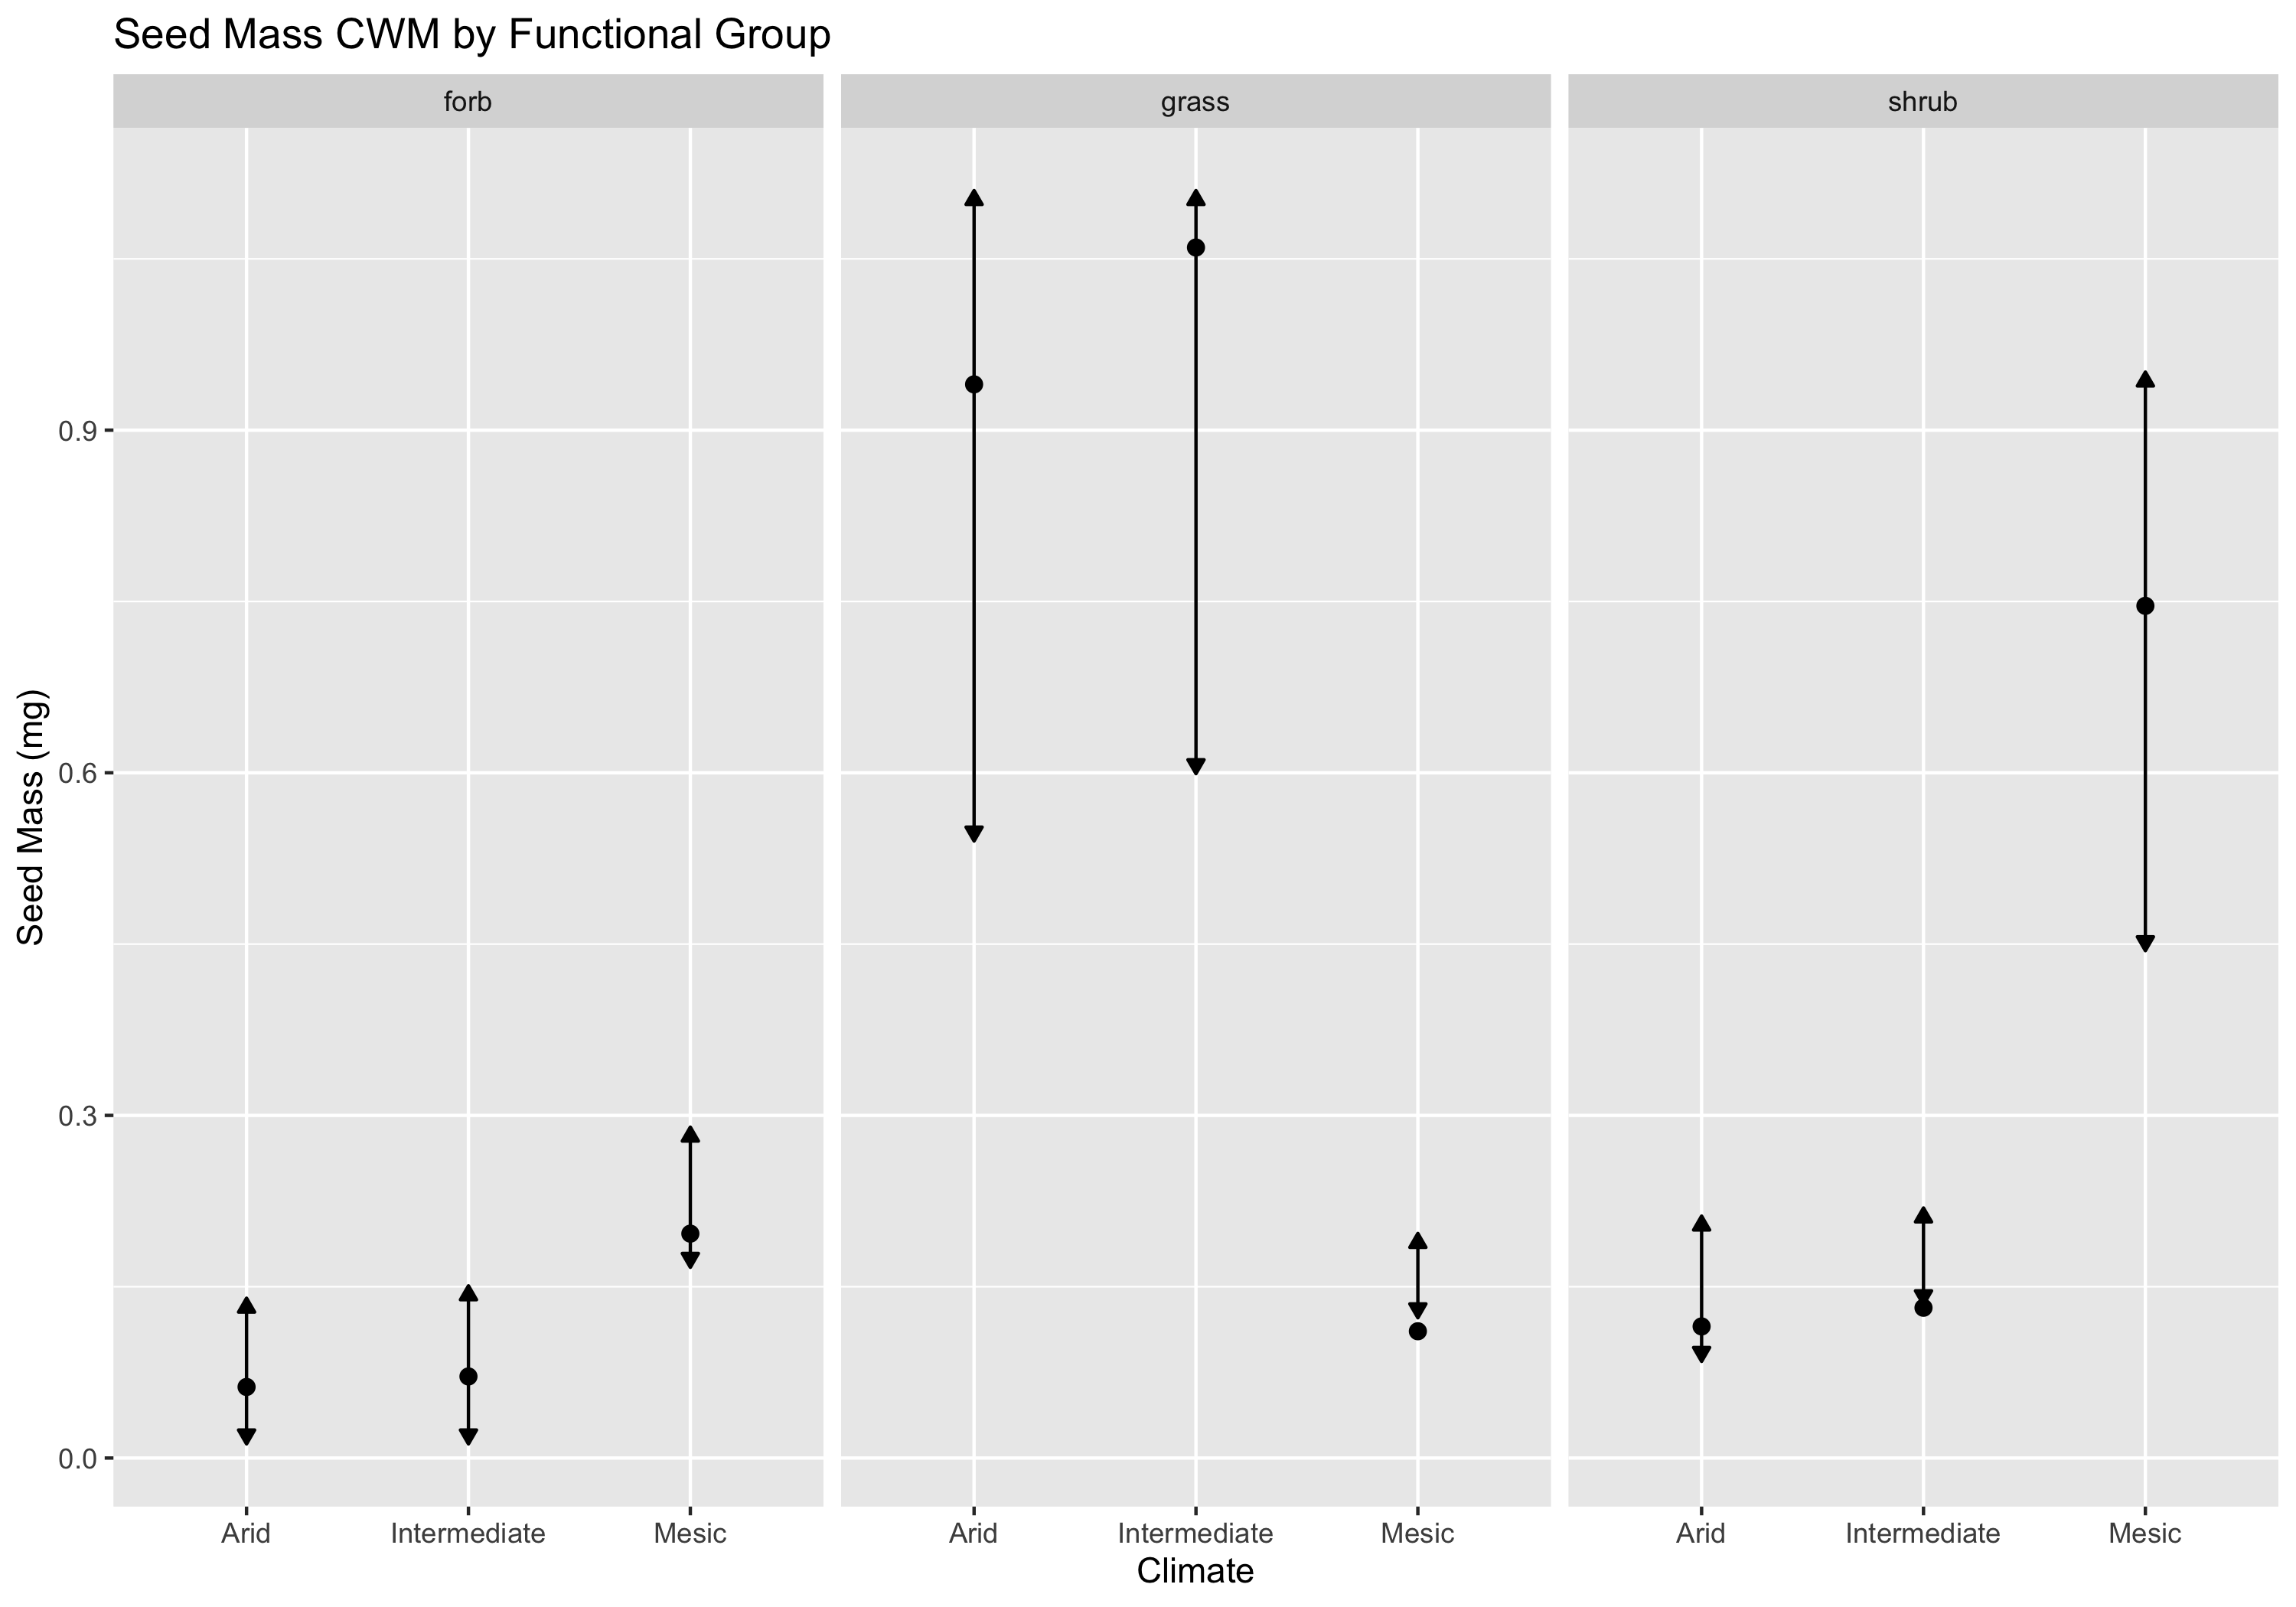 Seed Mass CWM by Functional Group
forb
grass
shrub
Seed Mass (mg)
0.9
0.6
0.3
0.0
Arid Intermediate Mesic
Arid Intermediate Mesic
Arid Intermediate Mesic
Climate